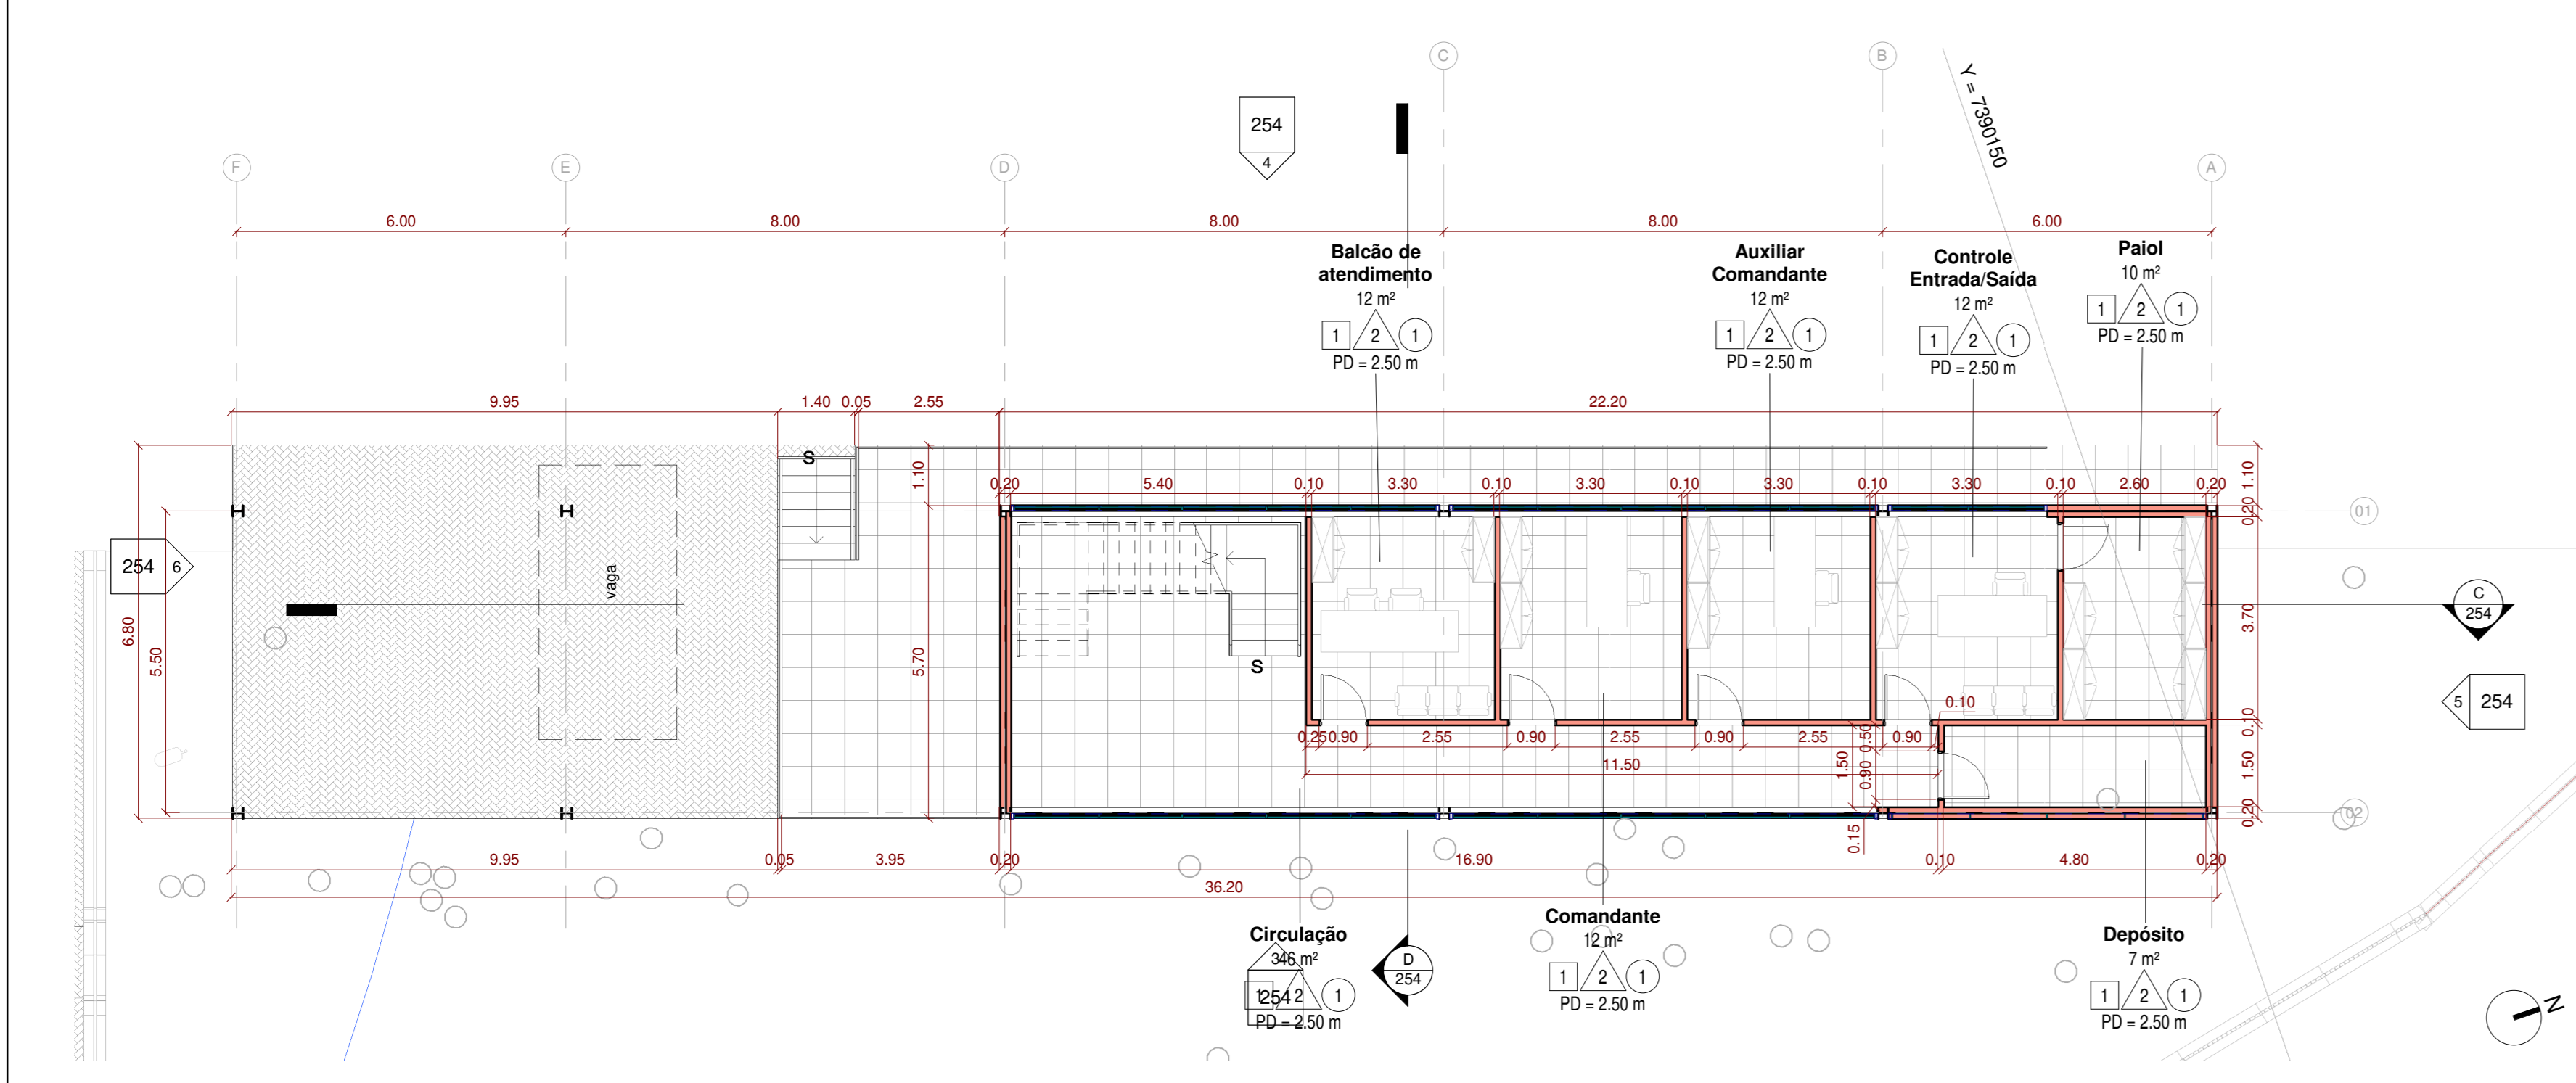 C
B
254
4
Y = 7390150
F
E
D
A
6.00
8.00
8.00
8.00
6.00
Balcão de
atendimento
12 m²
1 2 1
PD = 2.50 m
Auxiliar
Comandante
12 m²
1 2 1
PD = 2.50 m
Controle
Entrada/Saída
12 m²
1 2 1
PD = 2.50 m
Paiol
10 m²
1 2 1
PD = 2.50 m
9.95
1.40
0.05
2.55
22.20
S
1.10
0.20
5.40
0.10
3.30
0.10
3.30
0.10
3.30
0.10
3.30
0.10
2.60
0.20
1.10
0.20
01
254
6
vaga
6.80
5.50
5.70
S
3.70
C
254
5
254
0.10
0.10
0.25
0.90
2.55
0.90
2.55
0.90
2.55
0.50
0.90
11.50
1.50
0.90
1.50
0.20
02
0.15
9.95
0.05
3.95
0.20
16.90
0.10
4.80
0.20
36.20
Circulação
m²
254
2 1
PD = 2.50 m
D
254
Comandante
12 m²
1 2 1
PD = 2.50 m
Depósito
7 m²
1 2 1
PD = 2.50 m
N